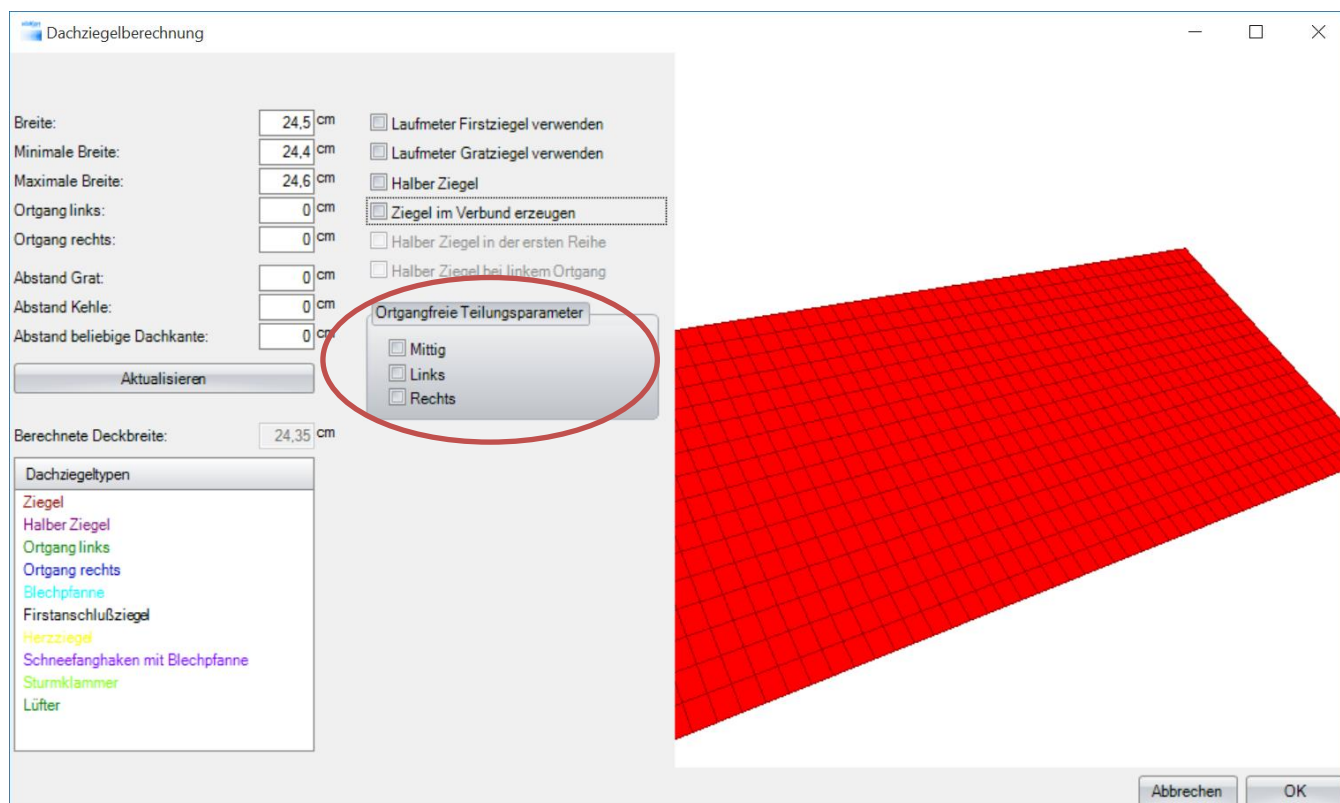 Dachziegelberechnung
Breite: 24,5 cm
Minimale Breite: 24,4 cm
Maximale Breite: 24,6 cm
Ortgang links: 0 cm
Ortgang rechts: 0 cm
Abstand Grat: 0 cm
Abstand Kehle: 0 cm
Abstand beliebige Dachkante: 0 cm
Aktualisieren
Berechnete Deckbreite: 24,35 cm
Dachziegeltypen
Ziegel
Halber Ziegel
Ortgang links
Ortgang rechts
Blechpfanne
Firstanschlußziegel
Herzziegel
Schneefanghaken mit Blechpfanne
Sturmklammer
Lüfter
Laufmeter Firstziegel verwenden
Laufmeter Gratziegel verwenden
Halber Ziegel
Ziegel im Verbund erzeugen
Halber Ziegel in der ersten Reihe
Halber Ziegel bei linkem Ortgang
Ortgangfreie Teilungsparameter
Mittig
Links
Rechts
Abbrechen
OK